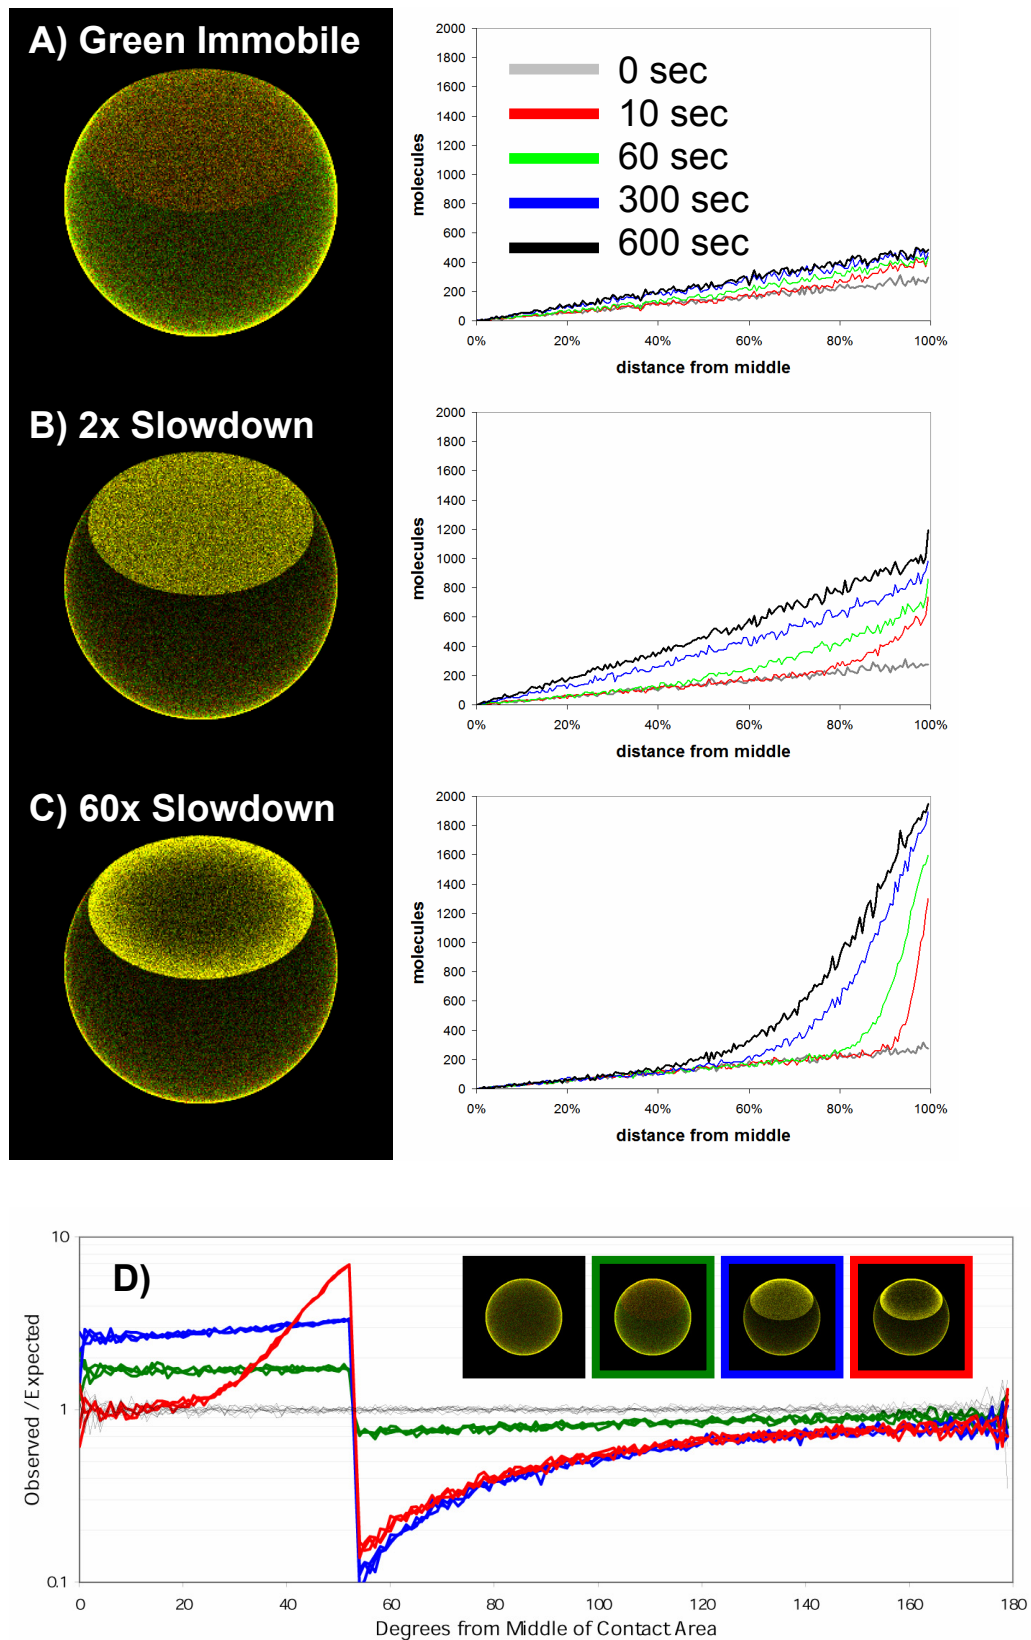 A) Green Immobile
2000
1800
1600
1400
1200
1000
800
600
400
200
0
molecules
0 sec
10 sec
60 sec
300 sec
600 sec
0% 20% 40% 60% 80% 100%
distance from middle
B) 2x Slowdown
2000
1800
1600
1400
1200
1000
800
600
400
200
0
molecules
0% 20% 40% 60% 80% 100%
distance from middle
C) 60x Slowdown
2000
1800
1600
1400
1200
1000
800
600
400
200
0
molecules
0% 20% 40% 60% 80% 100%
distance from middle
D)
10
1
0.1
Observed / Expected
0 20 40 60 80 100 120 140 160 180
Degrees from Middle of Contact Area